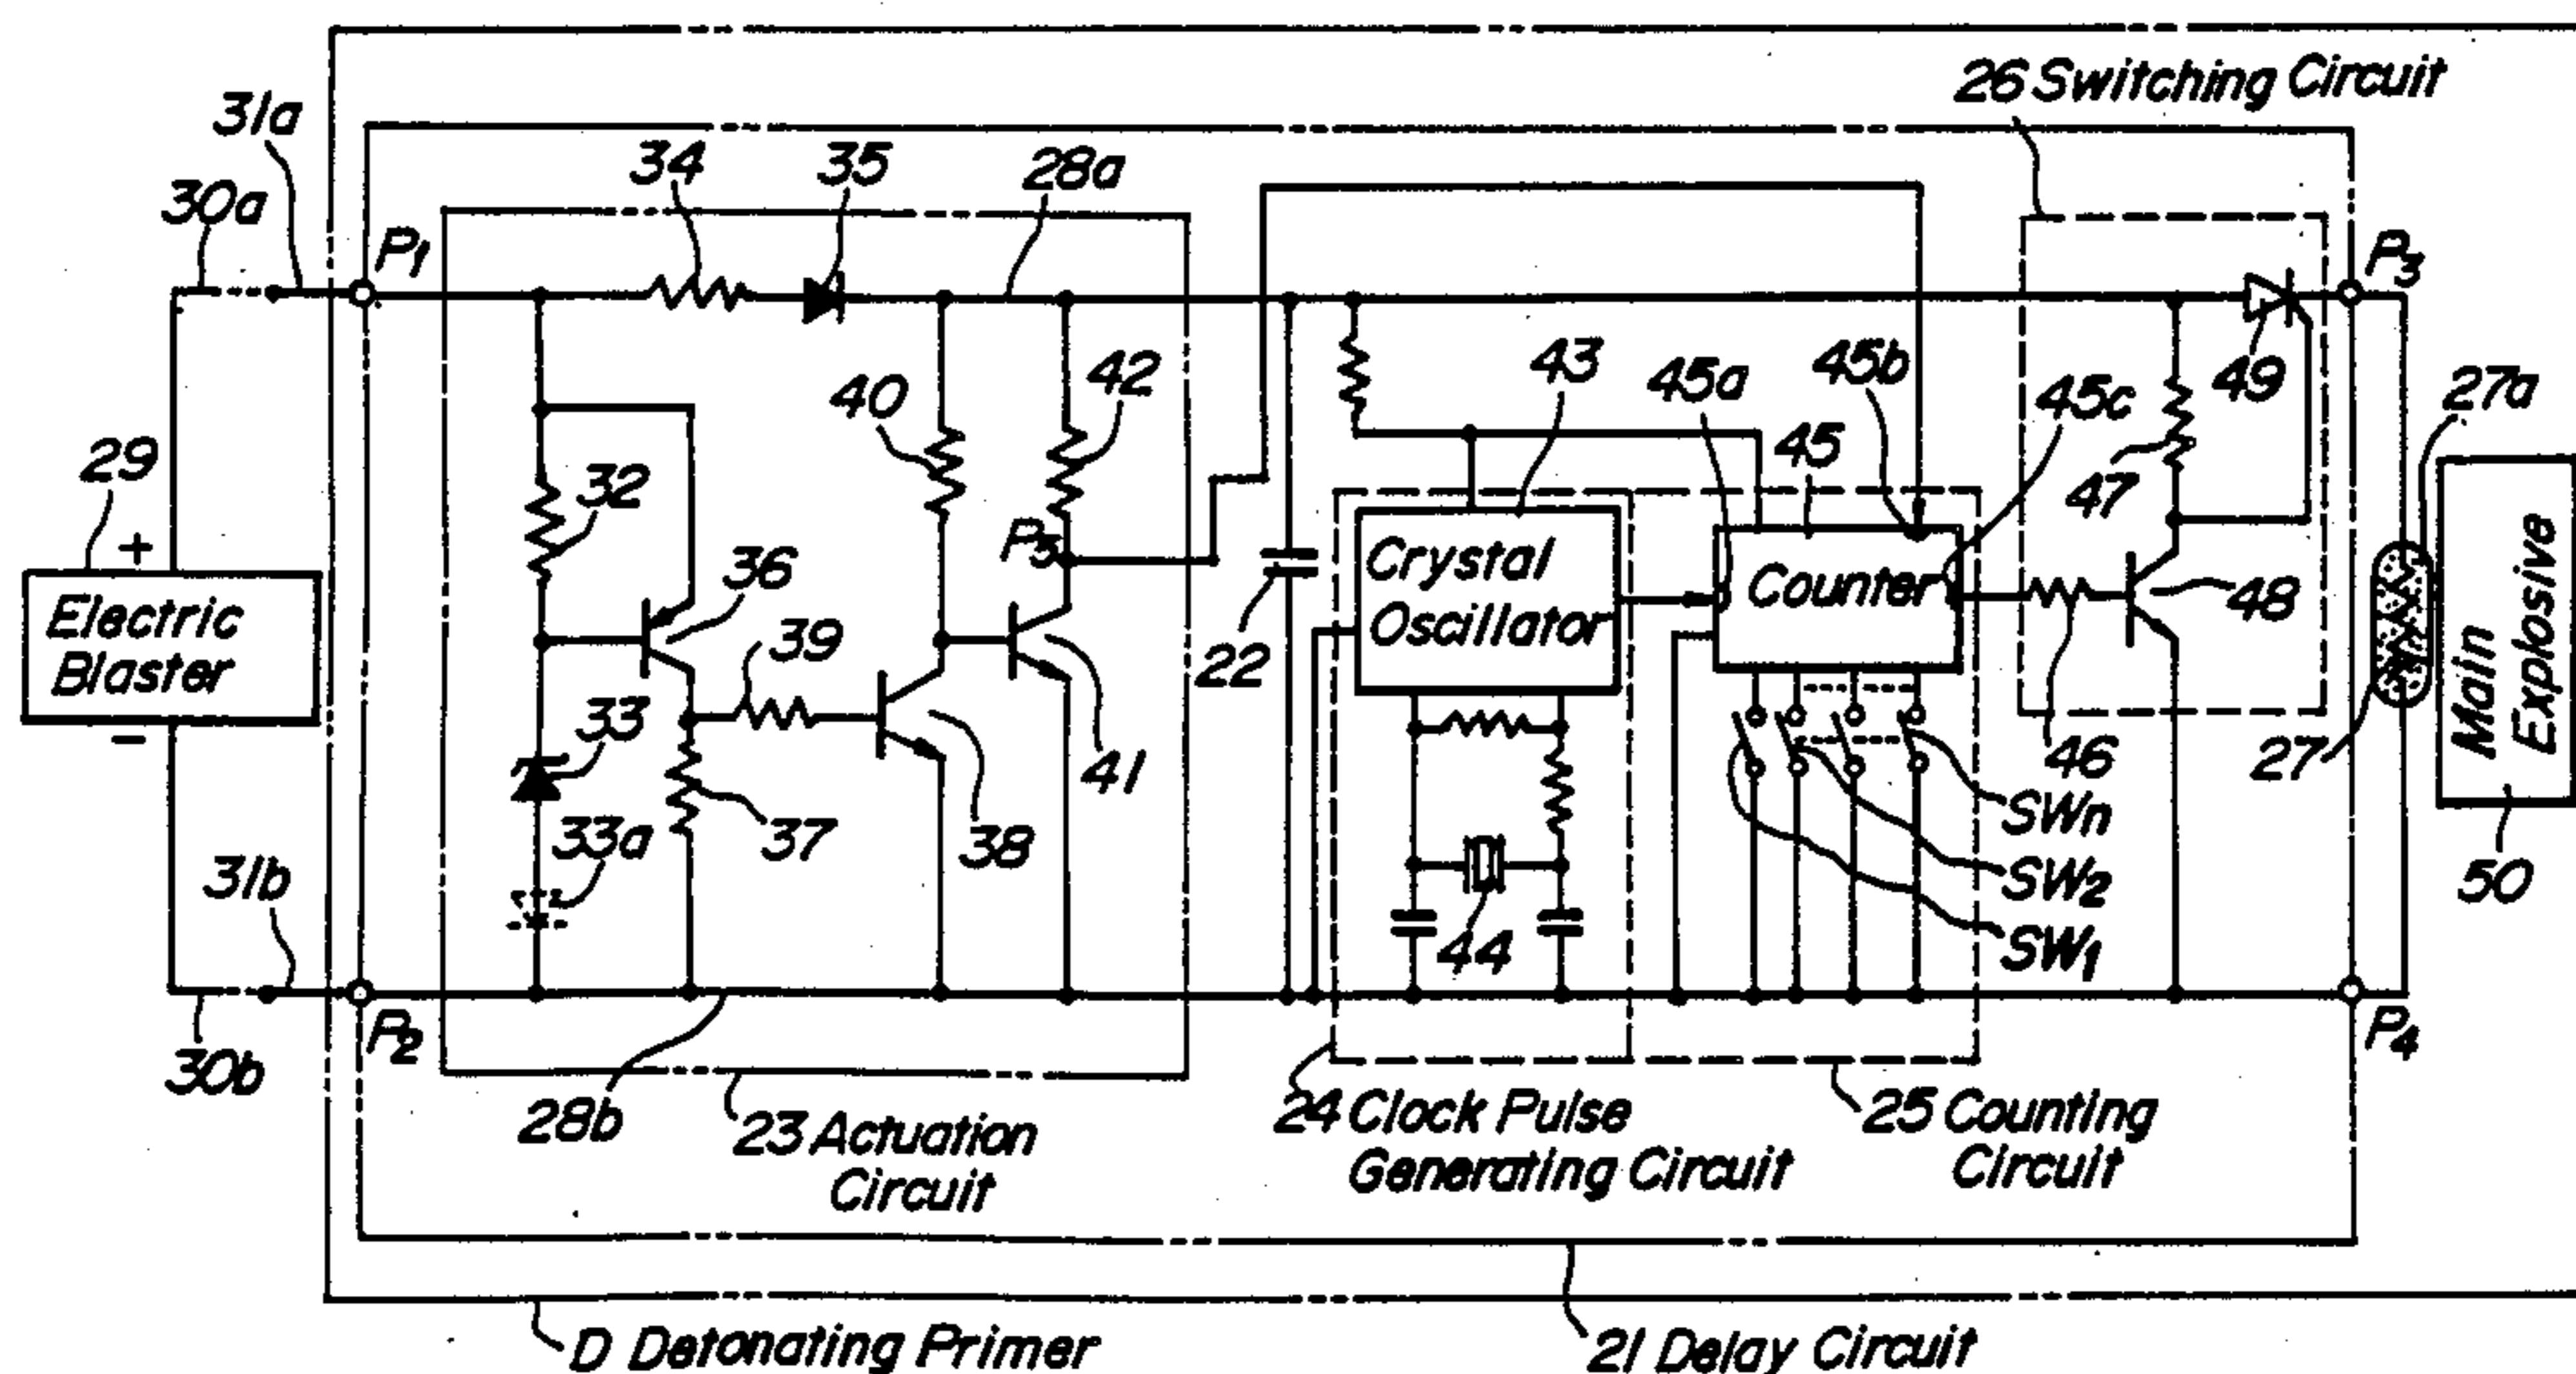 26 Switching Circuit
31a
34
35
28a
30a
P1
P3
40
42
43
45a
45b
49
45c
27a
29
32
45
47
+
P5
36
Electric
Blaster
Crystal
Oscillator
Counter
48
Main
Explosive
39
22
-
33
41
46
27
33a
37
38
SWn
31b
44
SW2
50
SW1
P2
P4
30b
28b
23 Actuation
Circuit
24 Clock Pulse
Generating Circuit
25 Counting
Circuit
D Detonating Primer
21 Delay Circuit